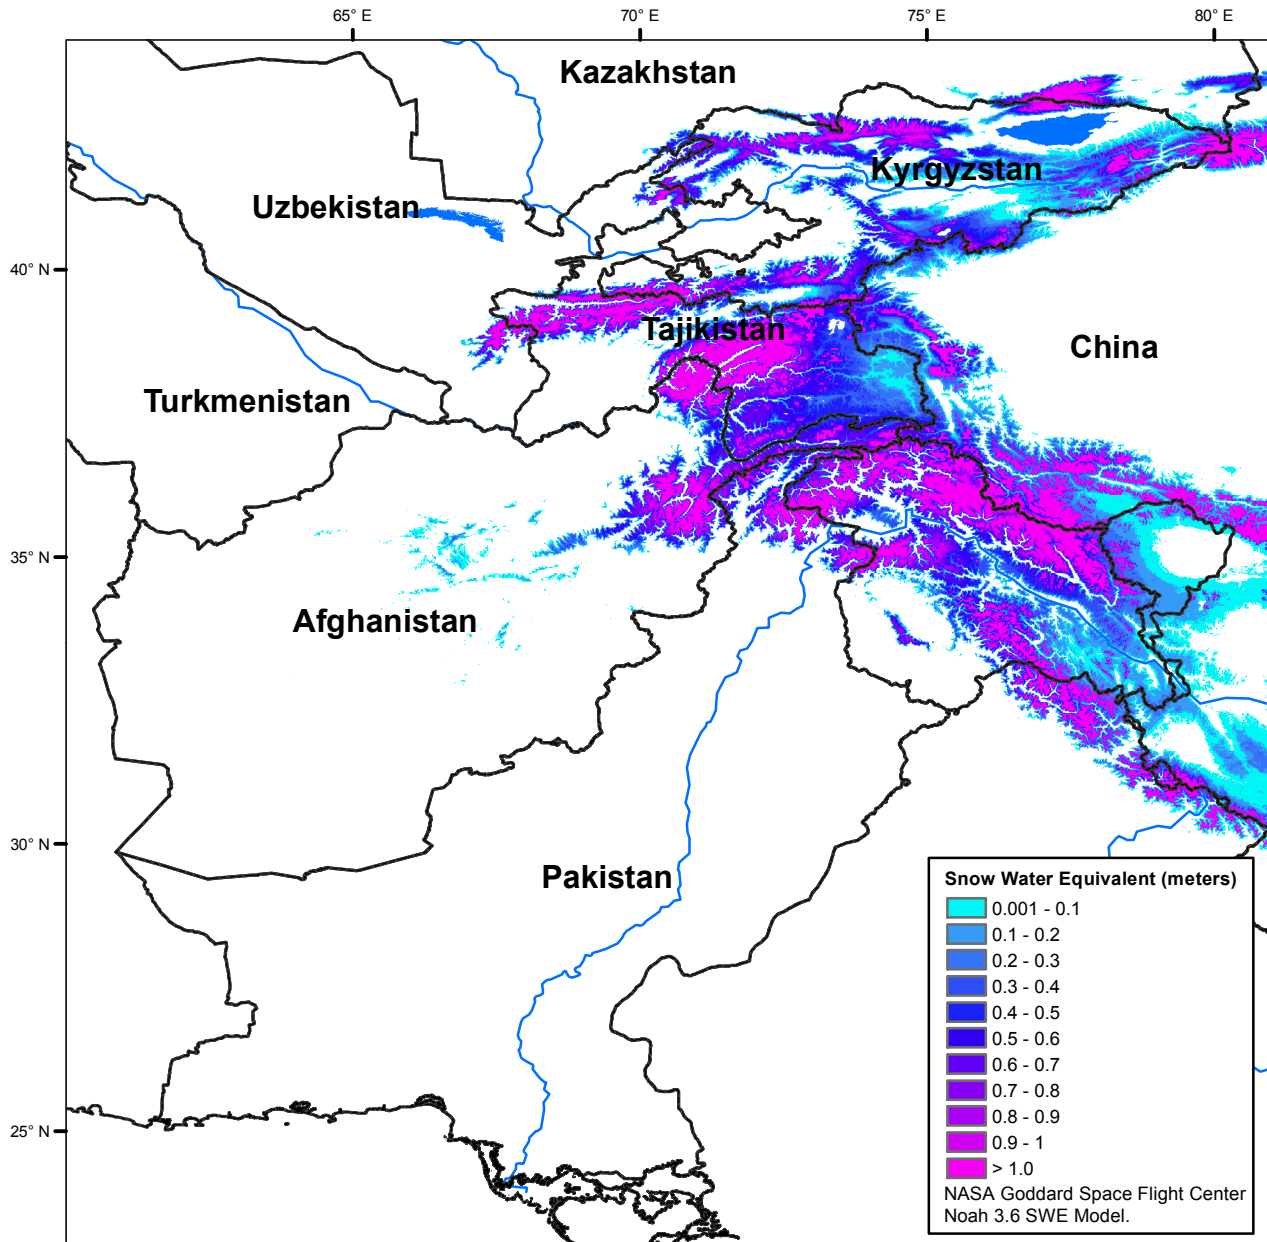 65° E
70° E
75° E
80° E
Kazakhstan
Kyrgyzstan
Uzbekistan
40° N
Tajikistan
China
Turkmenistan
35° N
Afghanistan
30° N
Pakistan
25° N
Snow Water Equivalent (meters)
0.001 - 0.1
0.1 - 0.2
0.2 - 0.3
0.3 - 0.4
0.4 - 0.5
0.5 - 0.6
0.6 - 0.7
0.7 - 0.8
0.8 - 0.9
0.9 - 1
> 1.0
NASA Goddard Space Flight Center
Noah 3.6 SWE Model.